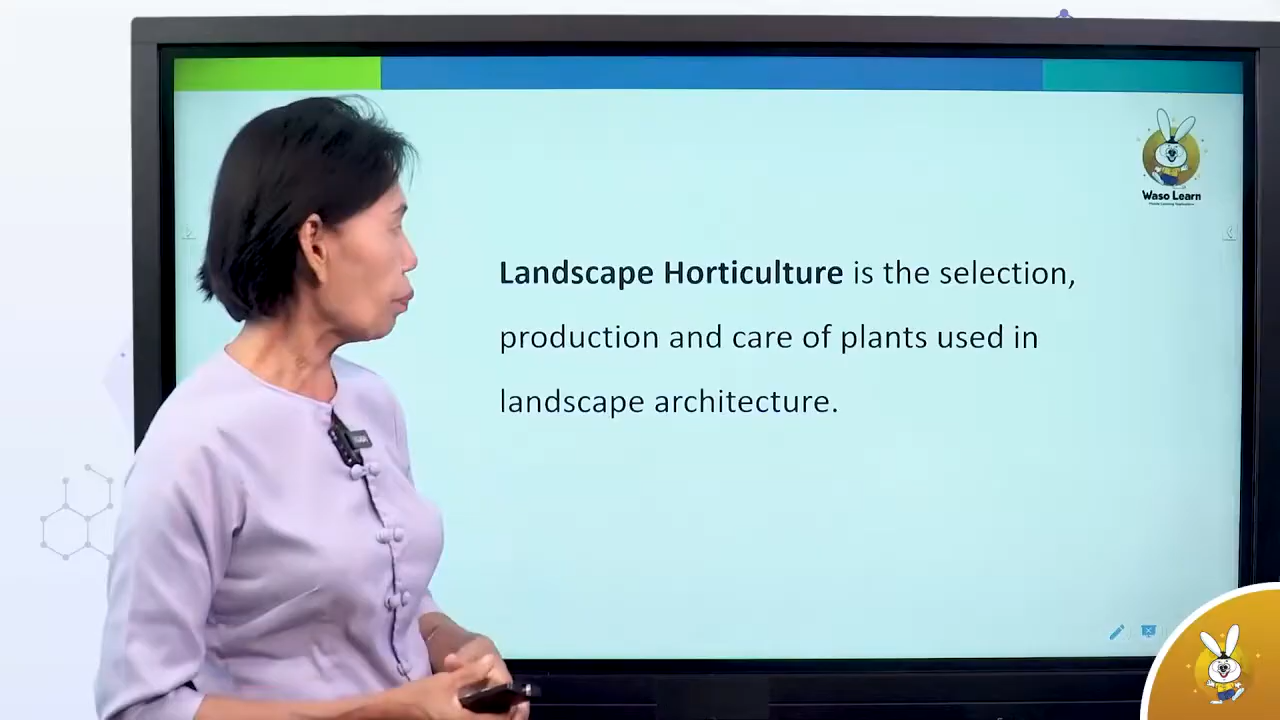 Waso Learn
Landscape Horticulture is the selection,
production and care of plants used in
landscape architecture.